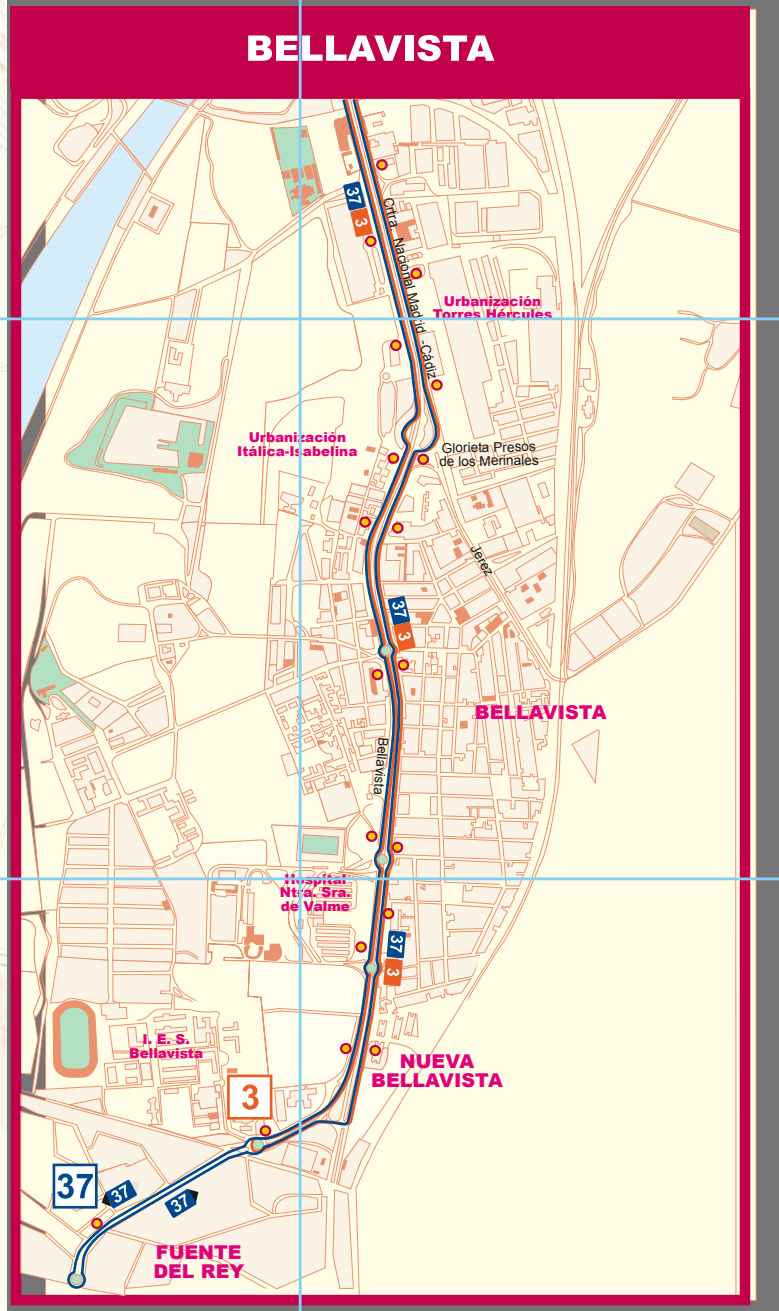 BELLAVISTA
37
3
Crtra. Nacional Madrid -Cádiz
Urbanización
Torres Hércules
Urbanización
Itálica-Isabelina
Glorieta Presos
de los Merinales
Jerez
37
3
BELLAVISTA
Bellavista
Hospital
Ntra. Sra.
de Valme
37
3
I. E. S.
Bellavista
NUEVA
BELLAVISTA
3
37
37
37
FUENTE
DEL REY